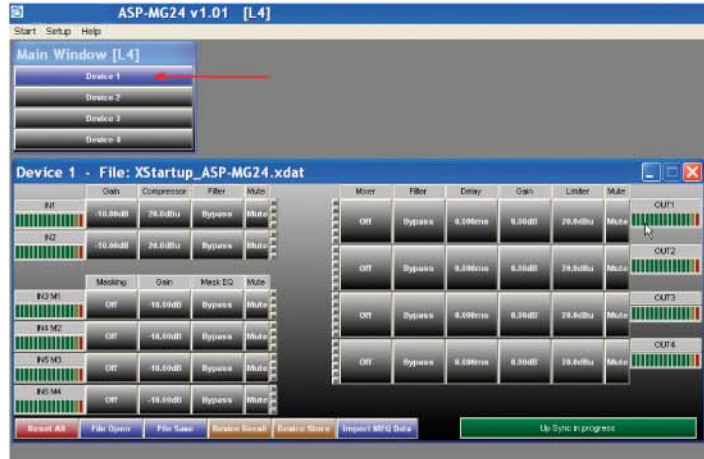 ASP-MG24 v1.01 [L4]
Start Setup Help
Main Window [L4]
Device 1
Device 2
Device 3
Device 4
Device 1 - File: XStartup_ASP-MG24.xdat
Gain Compressor Filter Mute Mixer Filter Delay Gain Limiter Mute
IN1 -10.00dB 20.0dBu Bypass Mute Off Bypass 0.000ms 0.00dB 20.0dBu Mute OUT1
IN2 -10.00dB 20.0dBu Bypass Mute Off Bypass 0.000ms 0.00dB 20.0dBu Mute OUT2
Masking Gain Mask EQ Mute
IN3 M1 Off -10.00dB Bypass Mute Off Bypass 0.000ms 0.00dB 20.0dBu Mute OUT3
IN4 M2 Off -10.00dB Bypass Mute
IN5 M3 Off -10.00dB Bypass Mute Off Bypass 0.000ms 0.00dB 20.0dBu Mute OUT4
M4 Off -10.00dB Bypass Mute
Reset All File Open File Save Device Recall Device Store Import MFQ Data Up Sync in progress